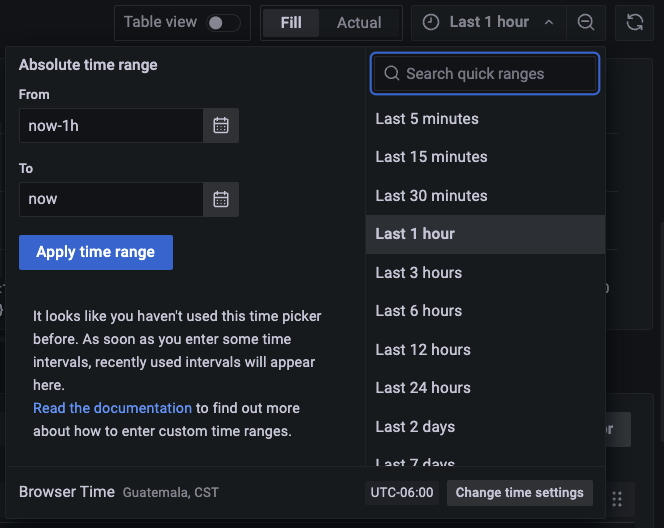 Table view
Fill
Actual
Last 1 hour
Absolute time range
From
now-1h
To
now
Apply time range
It looks like you haven't used this time picker
before. As soon as you enter some time
intervals, recently used intervals will appear
here.
Read the documentation to find out more
about how to enter custom time ranges.
Search quick ranges
Last 5 minutes
Last 15 minutes
Last 30 minutes
Last 1 hour
Last 3 hours
Last 6 hours
Last 12 hours
Last 24 hours
Last 2 days
Last 7 days
Browser Time Guatemala, CST
UTC-06:00
Change time settings